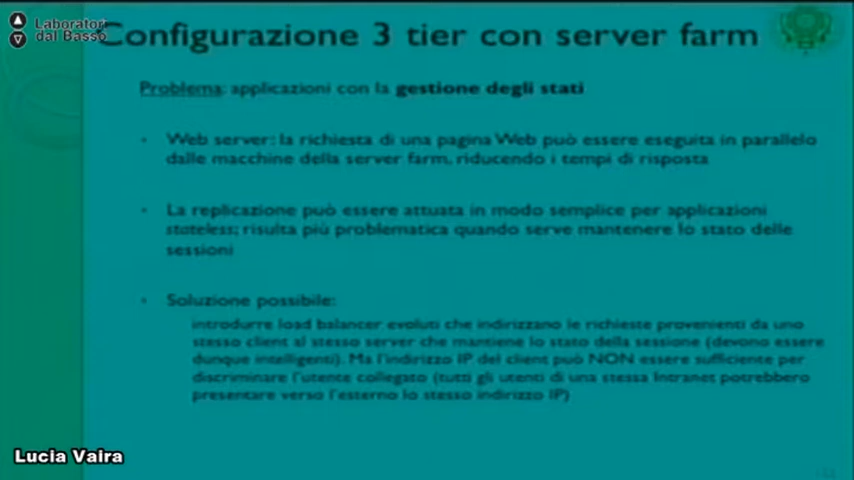 Laboratori
dal Basso
Configurazione 3 tier con server farm
Problema: applicazioni con la gestione degli stati
• Web server: la richiesta di una pagina Web può essere eseguita in parallelo
dalle macchine della server farm, riducendo i tempi di risposta
• La replicazione può essere attuata in modo semplice per applicazioni
stateless; risulta più problematica quando serve mantenere lo stato delle
sessioni
• Soluzione possibile:
introdurre load balancer evoluti che indirizzano le richieste provenienti da uno
stesso client al stesso server che mantiene lo stato della sessione (devono essere
dunque intelligenti). Ma l'indirizzo IP del client può NON essere sufficiente per
discriminare l'utente collegato (tutti gli utenti di una stessa Intranet potrebbero
presentare verso l'esterno lo stesso indirizzo IP)
Lucia Vaira